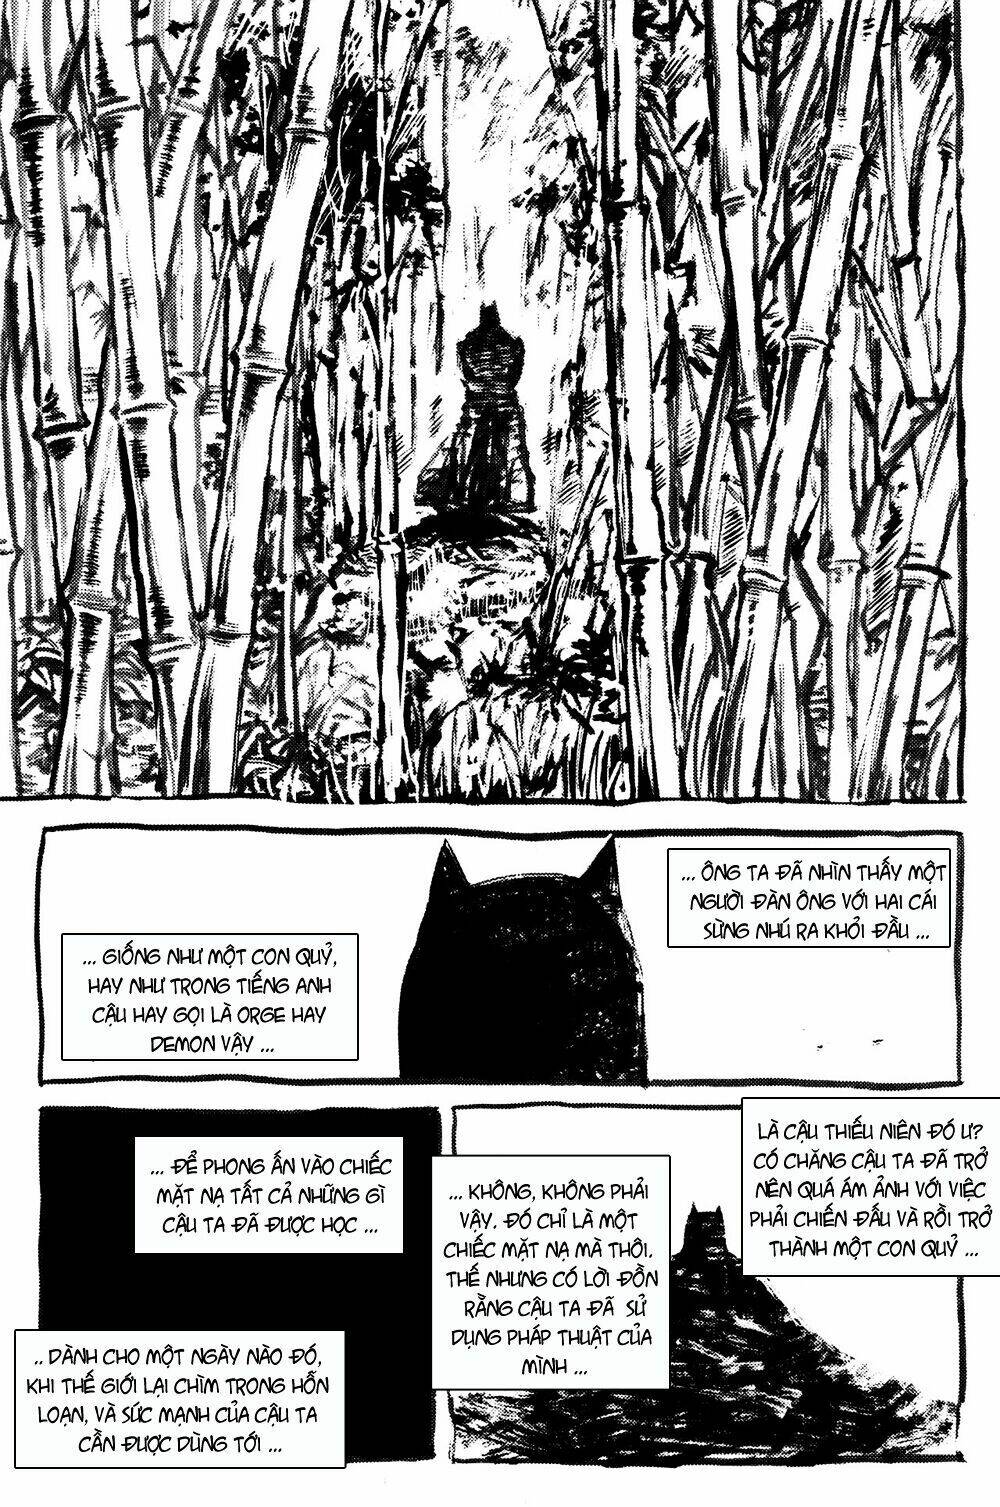 ... ÔNG TA ĐÃ NHÌN THẤY MỘT
NGƯỜI ĐÀN ÔNG VỚI HAI CÁI
SỪNG NHÚ RA KHỎI ĐẦU ...
... GIỐNG NHƯ MỘT CON QUỶ,
HAY NHƯ TRONG TIẾNG ANH
CẬU HAY GỌI LÀ ORGE HAY
DEMON VẬY ...
LÀ CẬU THIẾU NIÊN ĐÓ Ư?
CÓ CHĂNG CẬU TA ĐÃ TRỞ
NÊN QUÁ ÁM ẢNH VỚI VIỆC
PHẢI CHIẾN ĐẤU VÀ RỒI TRỞ
THÀNH MỘT CON QUỶ ...
... KHÔNG, KHÔNG PHẢI
VẬY. ĐÓ CHỈ LÀ MỘT
CHIẾC MẶT NẠ MÀ THÔI.
THẾ NHƯNG CÓ LỜI ĐỒN
RẰNG CẬU TA ĐÃ SỬ
DỤNG PHÁP THUẬT CỦA
MÌNH ...
... ĐỂ PHONG ẤN VÀO CHIẾC
MẶT NẠ TẤT CẢ NHỮNG GÌ
CẬU TA ĐÃ ĐƯỢC HỌC ...
.. DÀNH CHO MỘT NGÀY NÀO ĐÓ,
KHI THẾ GIỚI LẠI CHÌM TRONG HỖN
LOẠN, VÀ SỨC MẠNH CỦA CẬU TA
CẦN ĐƯỢC DÙNG TỚI ...